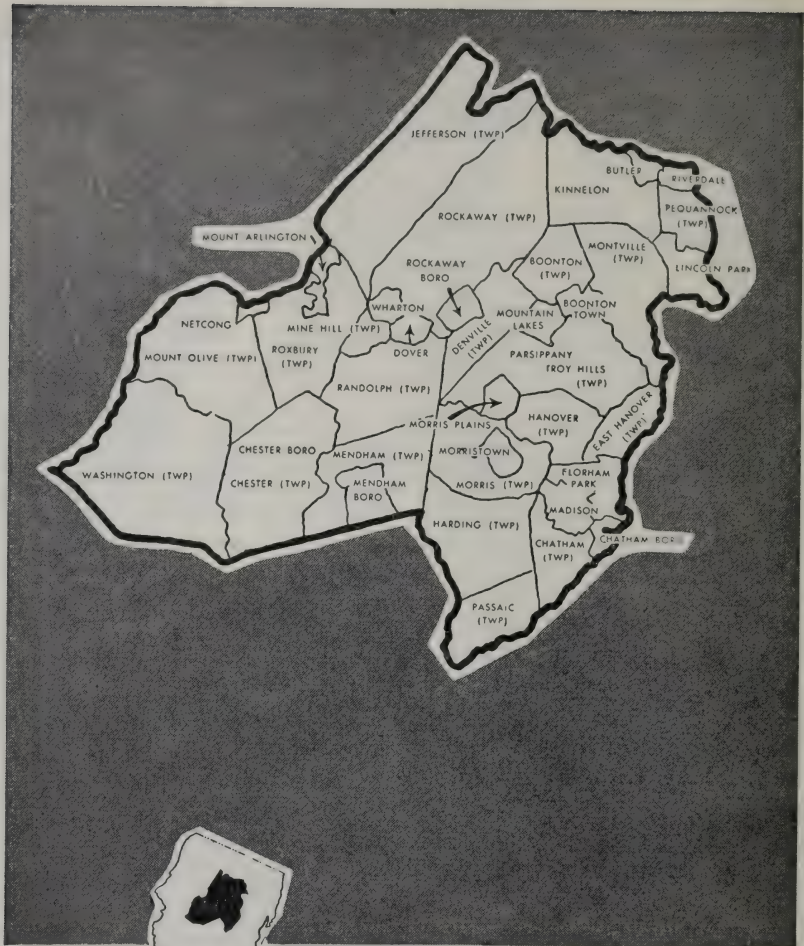 JEFFERSON (TWP)
BUTLER
RIVERDALE
KINNELON
PEQUANNOCK
(TWP)
ROCKAWAY (TWP)
MOUNT ARLINGTON
MONTVILLE
(TWP)
ROCKAWAY
BORO
BOONTON
(TWP)
LINCOLN PARK
WHARTON
BOONTON
TOWN
NETCONG
MINE HILL (TWP)
MOUNTAIN
LAKES
DENVILLE
(TWP)
MOUNT OLIVE (TWP)
ROXBURY
(TWP)
DOVER
PARSIPPANY
TROY HILLS
(TWP)
RANDOLPH (TWP)
MORRIS PLAINS
HANOVER
(TWP)
EAST HANOVER
(TWP)
CHESTER BORO
MENDHAM (TWP)
MORRISTOWN
WASHINGTON (TWP)
CHESTER (TWP)
MENDHAM
BORO
MORRIS (TWP)
FLORHAM
PARK
MADISON
HARDING (TWP)
CHATHAM
(TWP)
CHATHAM BORO
PASSAIC
(TWP)